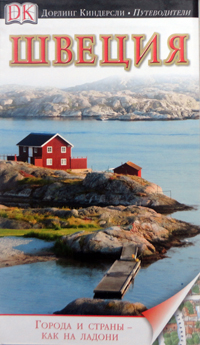 DK Дорлинг Киндерсли • Путеводители
ШВЕЦИЯ
Города и страны –
как на ладони